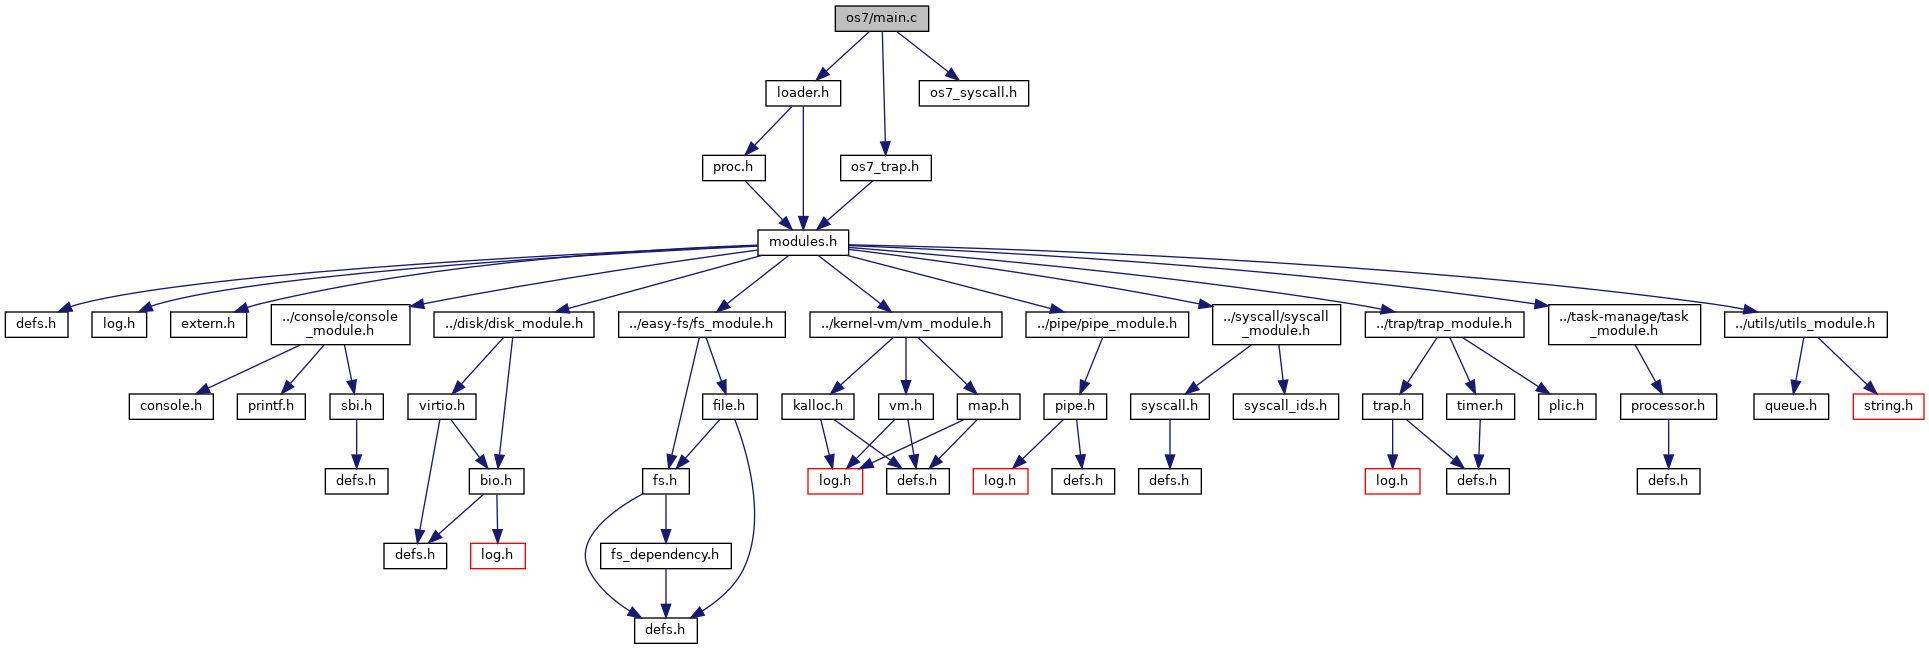 os7/main.c
loader.h
os7_syscall.h
proc.h
os7_trap.h
modules.h
defs.h
log.h
extern.h
../console/console
_module.h
../disk/disk_module.h
../easy-fs/fs_module.h
../kernel-vm/vm_module.h
../pipe/pipe_module.h
../syscall/syscall
_module.h
../trap/trap_module.h
../task-manage/task
_module.h
../utils/utils_module.h
console.h
printf.h
sbi.h
virtio.h
file.h
kalloc.h
vm.h
map.h
pipe.h
syscall.h
syscall_ids.h
trap.h
timer.h
plic.h
processor.h
queue.h
string.h
defs.h
bio.h
fs.h
log.h
defs.h
log.h
defs.h
defs.h
log.h
defs.h
defs.h
defs.h
log.h
fs_dependency.h
defs.h